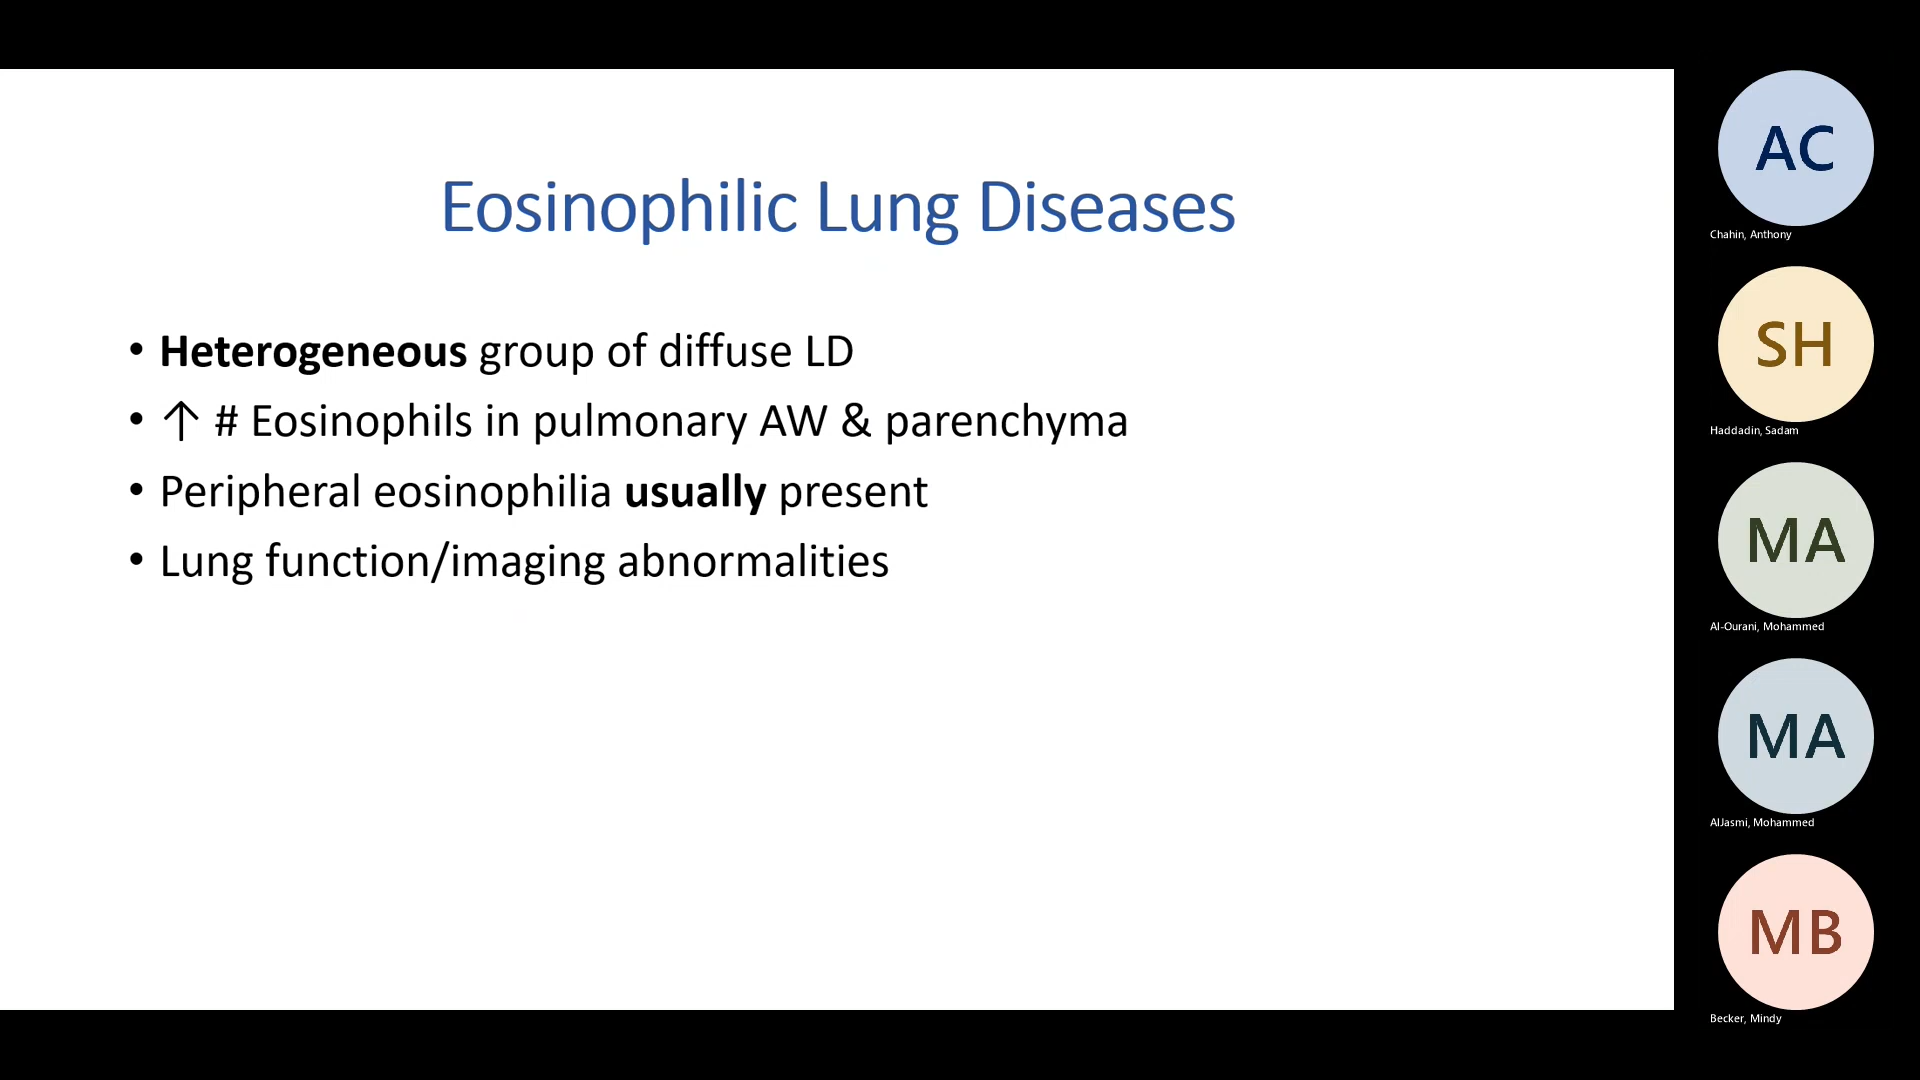 Eosinophilic Lung Diseases
• Heterogeneous group of diffuse LD
• ↑ # Eosinophils in pulmonary AW & parenchyma
• Peripheral eosinophilia usually present
• Lung function/imaging abnormalities
AC
Chahin, Anthony
SH
Haddadin, Sadam
MA
Al-Ourani, Mohammed
MA
AlJasmi, Mohammed
MB
Becker, Mindy